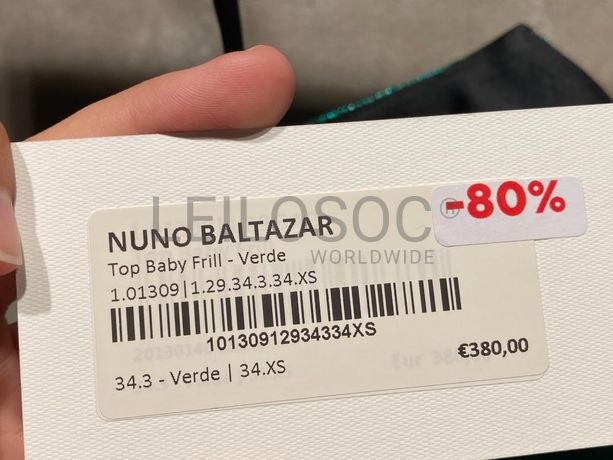 LEILOSOC®
WORLDWIDE
-80%
NUNO BALTAZAR
Top Baby Frill - Verde
1.01309|1.29.34.3.34.XS
10130912934334XS
34.3 - Verde | 34.XS
€380,00